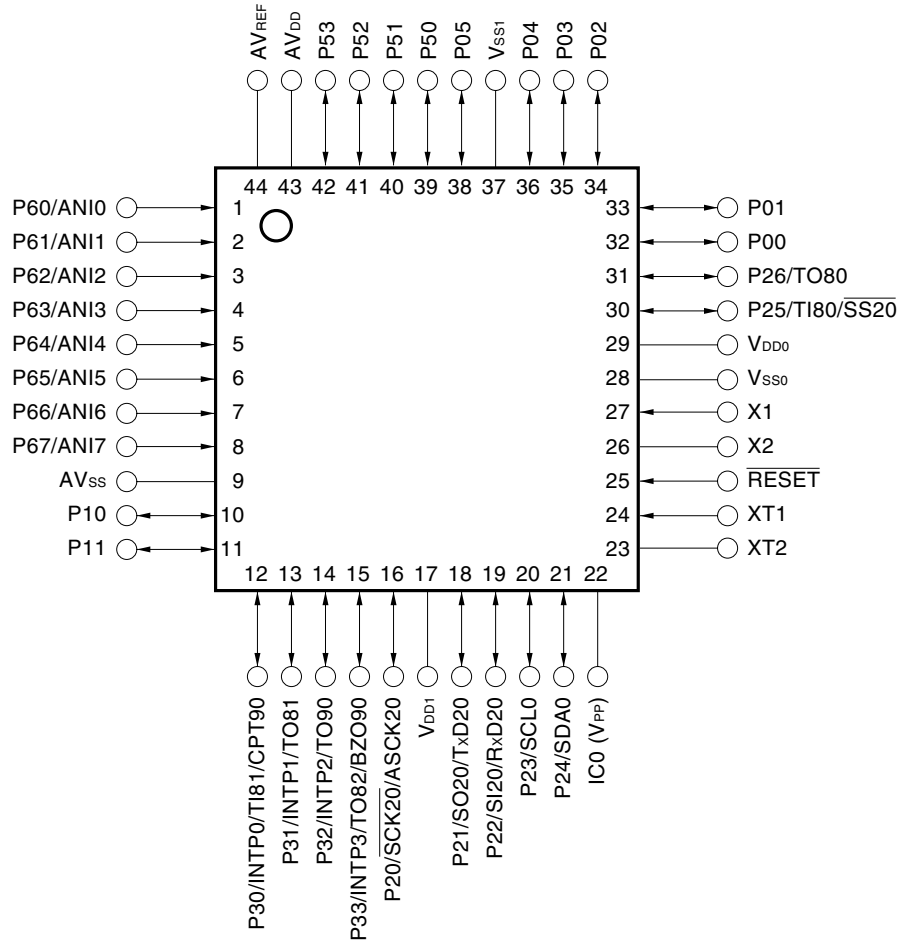 AVREF
AVDD
P53
P52
P51
P50
P05
VSS1
P04
P03
P02
44 43 42 41 40 39 38 37 36 35 34
P60/ANI0 1
P61/ANI1 2
P62/ANI2 3
P63/ANI3 4
P64/ANI4 5
P65/ANI5 6
P66/ANI6 7
P67/ANI7 8
AVSS 9
P10 10
P11 11
33 P01
32 P00
31 P26/TO80
30 P25/TI80/S̅S̅2̅0̅
29 VDD0
28 VSS0
27 X1
26 X2
25 R̅E̅S̅E̅T̅
24 XT1
23 XT2
12 13 14 15 16 17 18 19 20 21 22
P30/INTP0/TI81/CPT90
P31/INTP1/TO81
P32/INTP2/TO90
P33/INTP3/TO82/BZO90
P20/S̅C̅K̅2̅0̅/ASCK20
VDD1
P21/SO20/TxD20
P22/SI20/RxD20
P23/SCL0
P24/SDA0
IC0 (VPP)